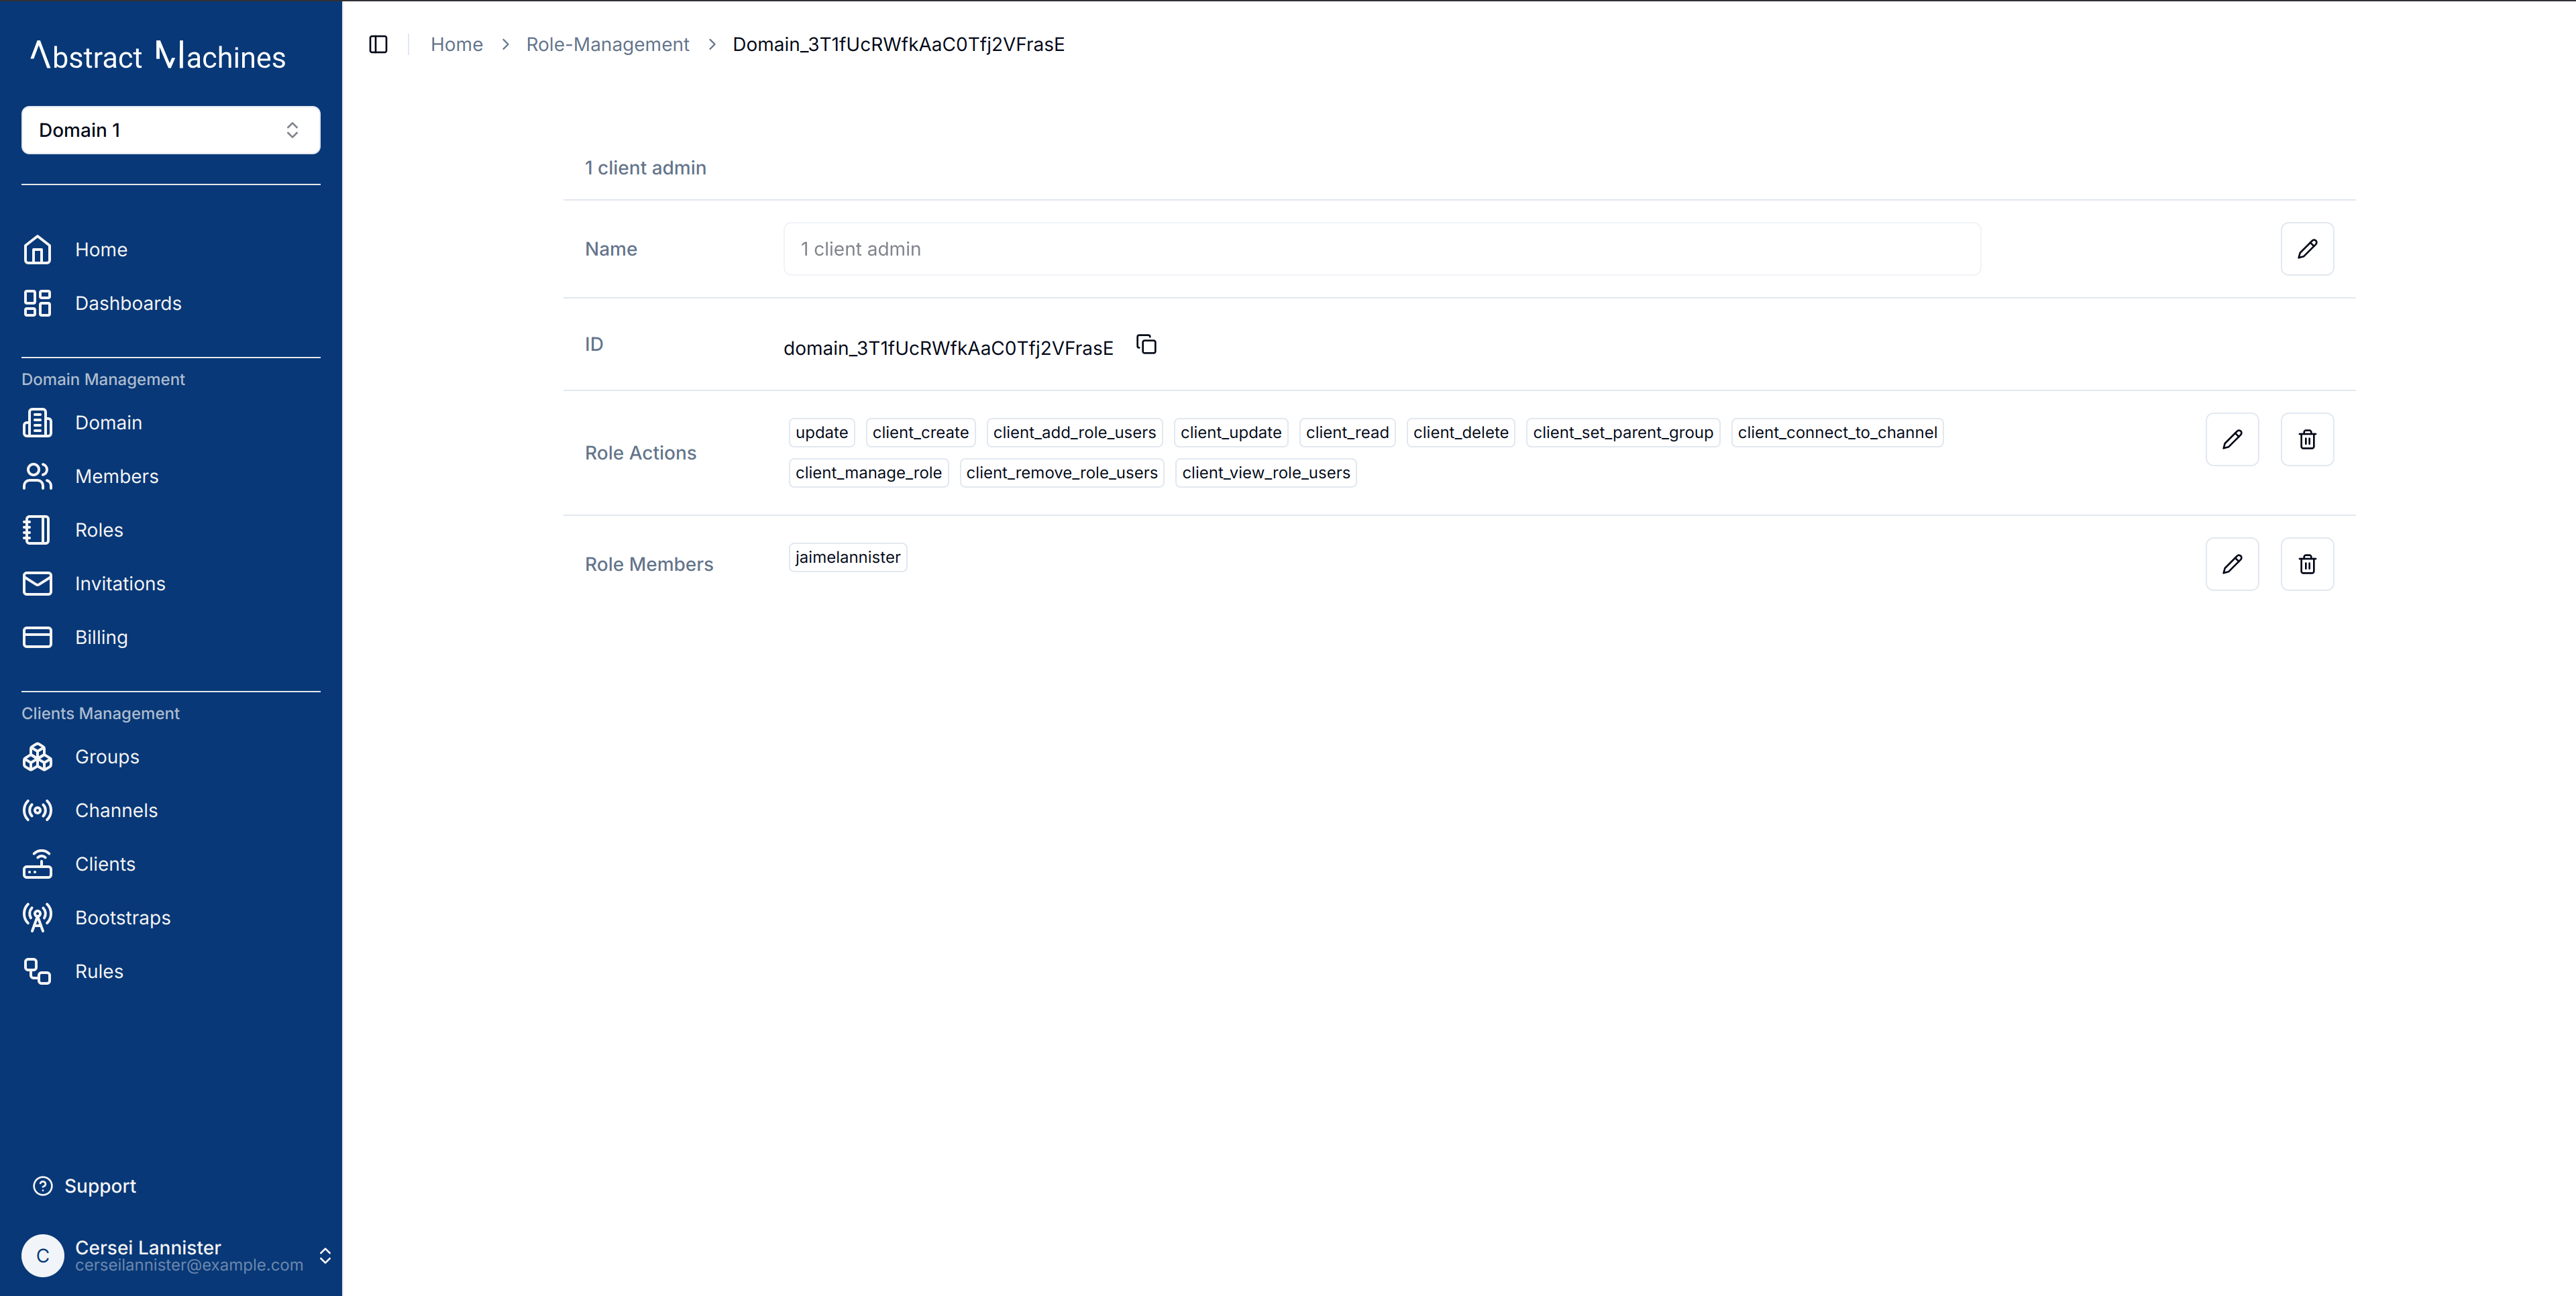 Abstract Machines
Domain 1
Home
Dashboards
Domain Management
Domain
Members
Roles
Invitations
Billing
Clients Management
Groups
Channels
Clients
Bootstraps
Rules
Support
C
Cersei Lannister
cerseilannister@example.com
Home > Role-Management > Domain_3T1fUcRWfkAaC0Tfj2VFrasE
1 client admin
Name 1 client admin
ID domain_3T1fUcRWfkAaC0Tfj2VFrasE
Role Actions
update client_create client_add_role_users client_update client_read client_delete client_set_parent_group client_connect_to_channel
client_manage_role client_remove_role_users client_view_role_users
Role Members jaimelannister